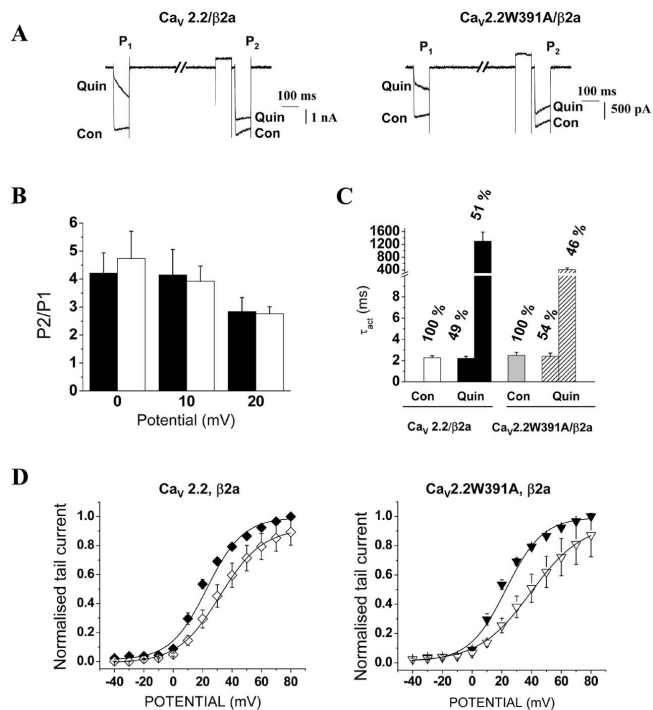 A
Caᵥ 2.2/β2a
Caᵥ2.2W391A/β2a
P₁
P₂
P₁
P₂
Quin
Con
Quin
Con
100 ms
1 nA
Quin
Con
Quin
Con
100 ms
500 pA
B
P2/P1
6
5
4
3
2
1
0
0
10
20
Potential (mV)
C
τact (ms)
1600
1200
800
400
8
6
4
2
0
100 %
49 %
51 %
100 %
54 %
46 %
Con
Quin
Con
Quin
Caᵥ 2.2/β2a
Caᵥ2.2W391A/β2a
D
Caᵥ 2.2, β2a
Normalised tail current
1.0
0.8
0.6
0.4
0.2
0.0
-40 -20 0 20 40 60 80
POTENTIAL (mV)
Caᵥ2.2W391A, β2a
Normalised tail current
1.0
0.8
0.6
0.4
0.2
0.0
-40 -20 0 20 40 60 80
POTENTIAL (mV)